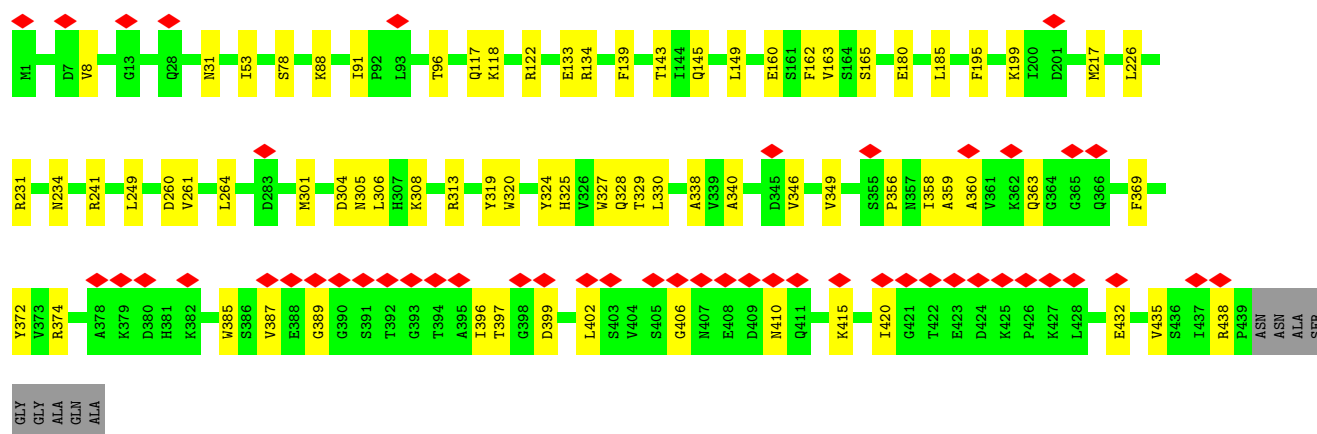 M1 D7 V8 G13 Q28 N31 I53 S78 K88 I91 P92 L93 T96 Q117 K118 R122 E133 R134 F139 T143 I144 Q145 L149 E160 S161 F162 V163 S164 S165 E180 L185 F195 K199 I200 D201 M217 L226
R231 N234 R241 L249 D260 V261 L264 D283 M301 D304 N305 L306 H307 K308 R313 Y319 W320 Y324 H325 V326 W327 Q328 T329 L330 A338 V339 A340 D345 V346 V349 S355 P356 N357 I358 A359 A360 V361 K362 Q363 G364 G365 Q366 F369
Y372 V373 R374 A378 K379 D380 H381 K382 W385 S386 V387 E388 G389 G390 S391 T392 G393 T394 A395 I396 T397 G398 D399 L402 S403 V404 S405 G406 N407 E408 D409 N410 Q411 K415 I420 G421 T422 E423 D424 K425 P426 K427 L428 E432 V435 S436 I437 R438 P439 ASN ASN ALA SER
GLY GLY ALA GLN ALA